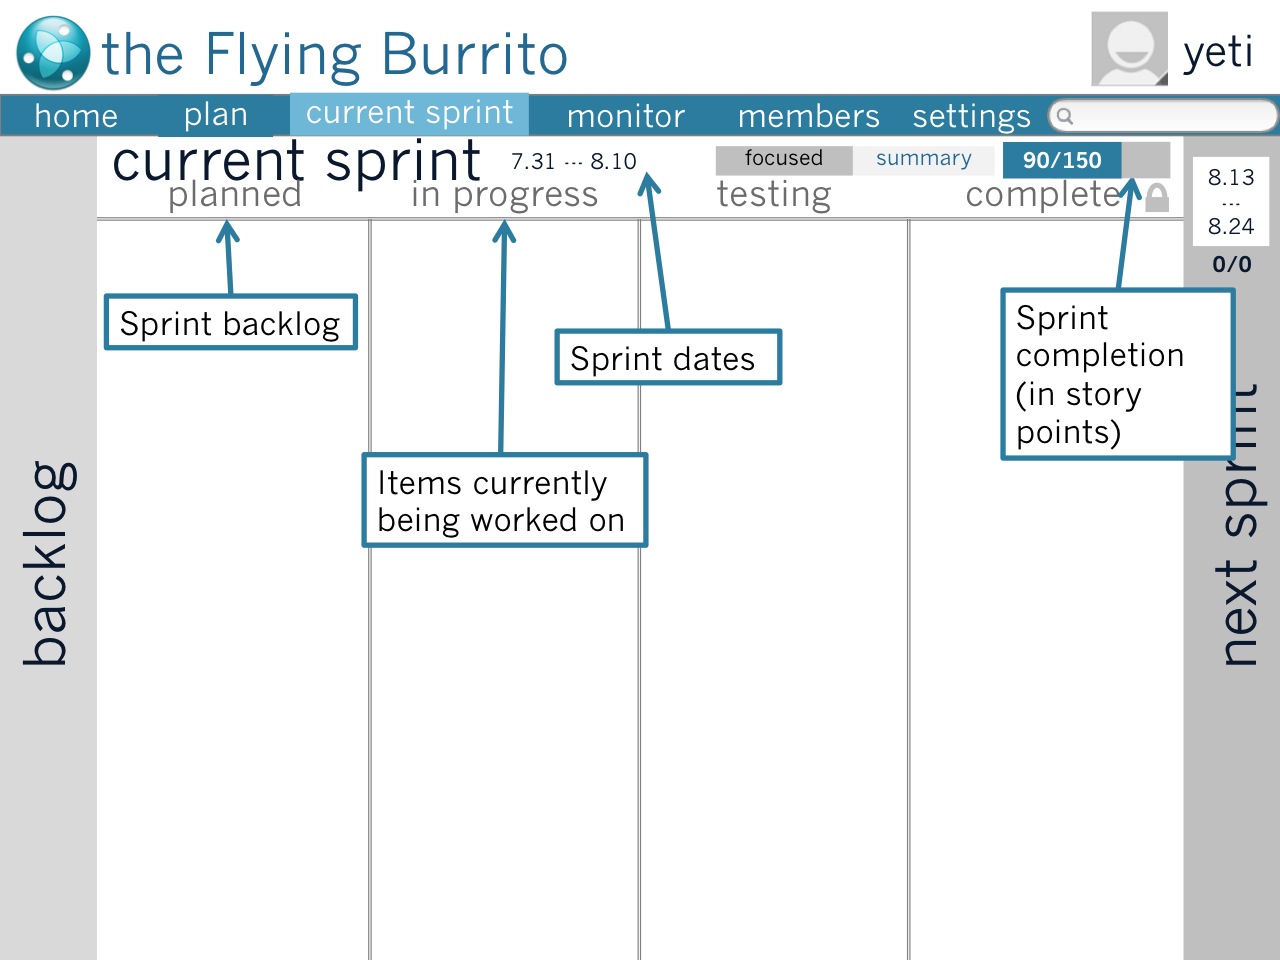 the Flying Burrito
yeti
home
plan
current sprint
monitor
members
settings
current sprint
7.31 --- 8.10
focused
summary
90/150
planned
in progress
testing
complete
8.13
---
8.24
0/0
Sprint backlog
Sprint dates
Sprint
completion
(in story
points)
Items currently
being worked on
backlog
next sprint